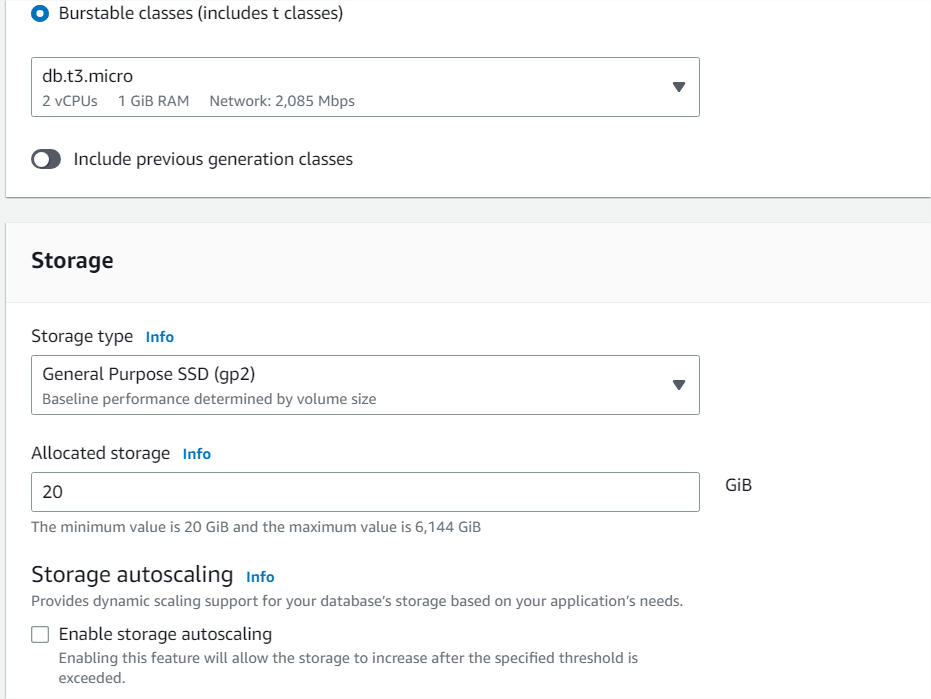 Burstable classes (includes t classes)
db.t3.micro
2 vCPUs 1 GiB RAM Network: 2,085 Mbps
Include previous generation classes
Storage
Storage type Info
General Purpose SSD (gp2)
Baseline performance determined by volume size
Allocated storage Info
20
GiB
The minimum value is 20 GiB and the maximum value is 6,144 GiB
Storage autoscaling Info
Provides dynamic scaling support for your database’s storage based on your application’s needs.
Enable storage autoscaling
Enabling this feature will allow the storage to increase after the specified threshold is
exceeded.